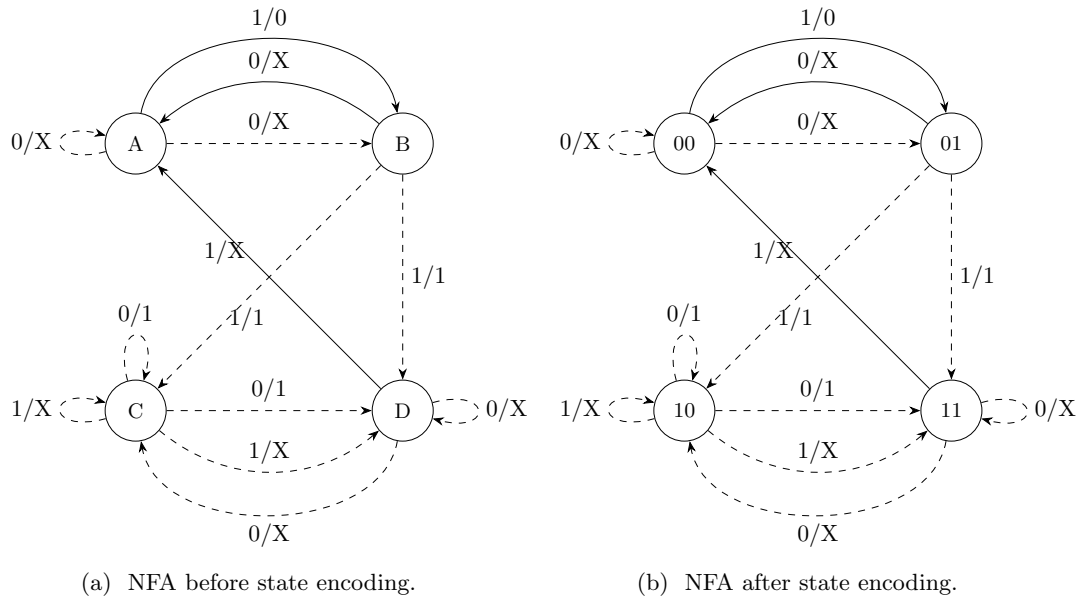 1/0
0/X
0/X
0/X
A
B
1/X
1/1
1/1
0/1
1/X
C
0/1
D
0/X
1/X
0/X
(a) NFA before state encoding.
1/0
0/X
0/X
0/X
00
01
1/X
1/1
1/1
0/1
1/X
10
0/1
11
0/X
1/X
0/X
(b) NFA after state encoding.